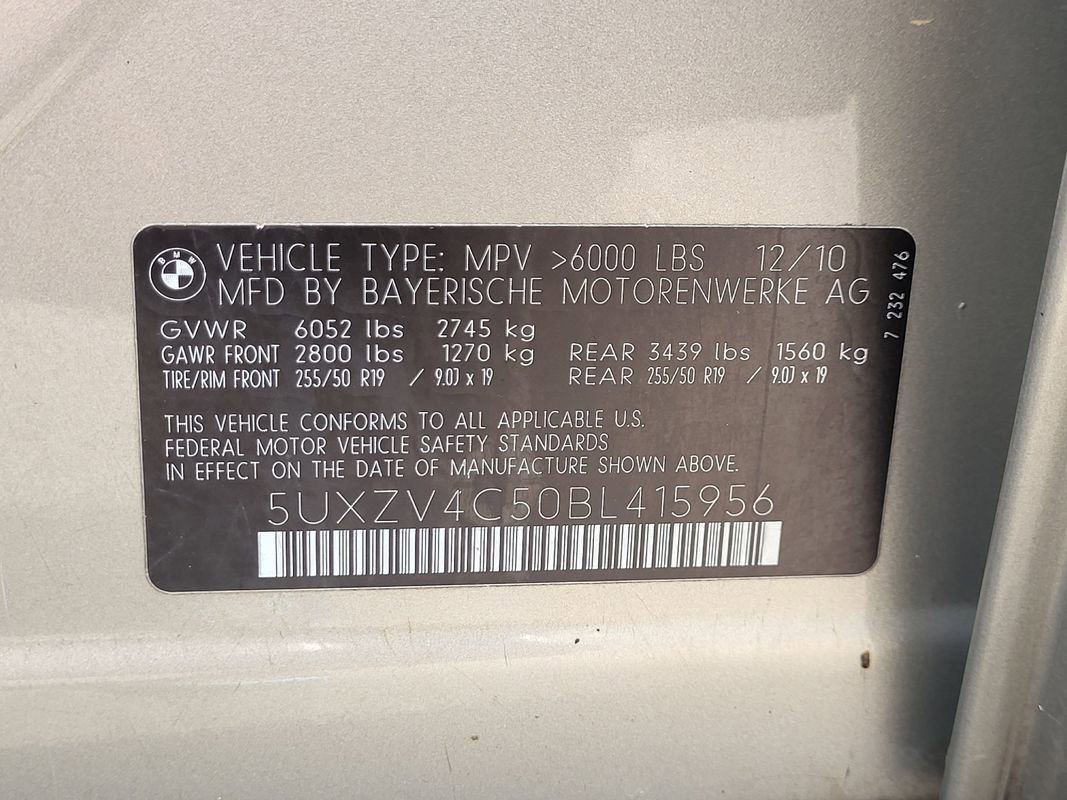 BMW
VEHICLE TYPE: MPV >6000 LBS 12/10
MFD BY BAYERISCHE MOTORENWERKE AG
7 232 476
GVWR 6052 lbs 2745 kg
GAWR FRONT 2800 lbs 1270 kg REAR 3439 lbs 1560 kg
TIRE/RIM FRONT 255/50 R19 / 9.0J x 19 REAR 255/50 R19 / 9.0J x 19
THIS VEHICLE CONFORMS TO ALL APPLICABLE U.S.
FEDERAL MOTOR VEHICLE SAFETY STANDARDS
IN EFFECT ON THE DATE OF MANUFACTURE SHOWN ABOVE.
5UXZV4C50BL415956